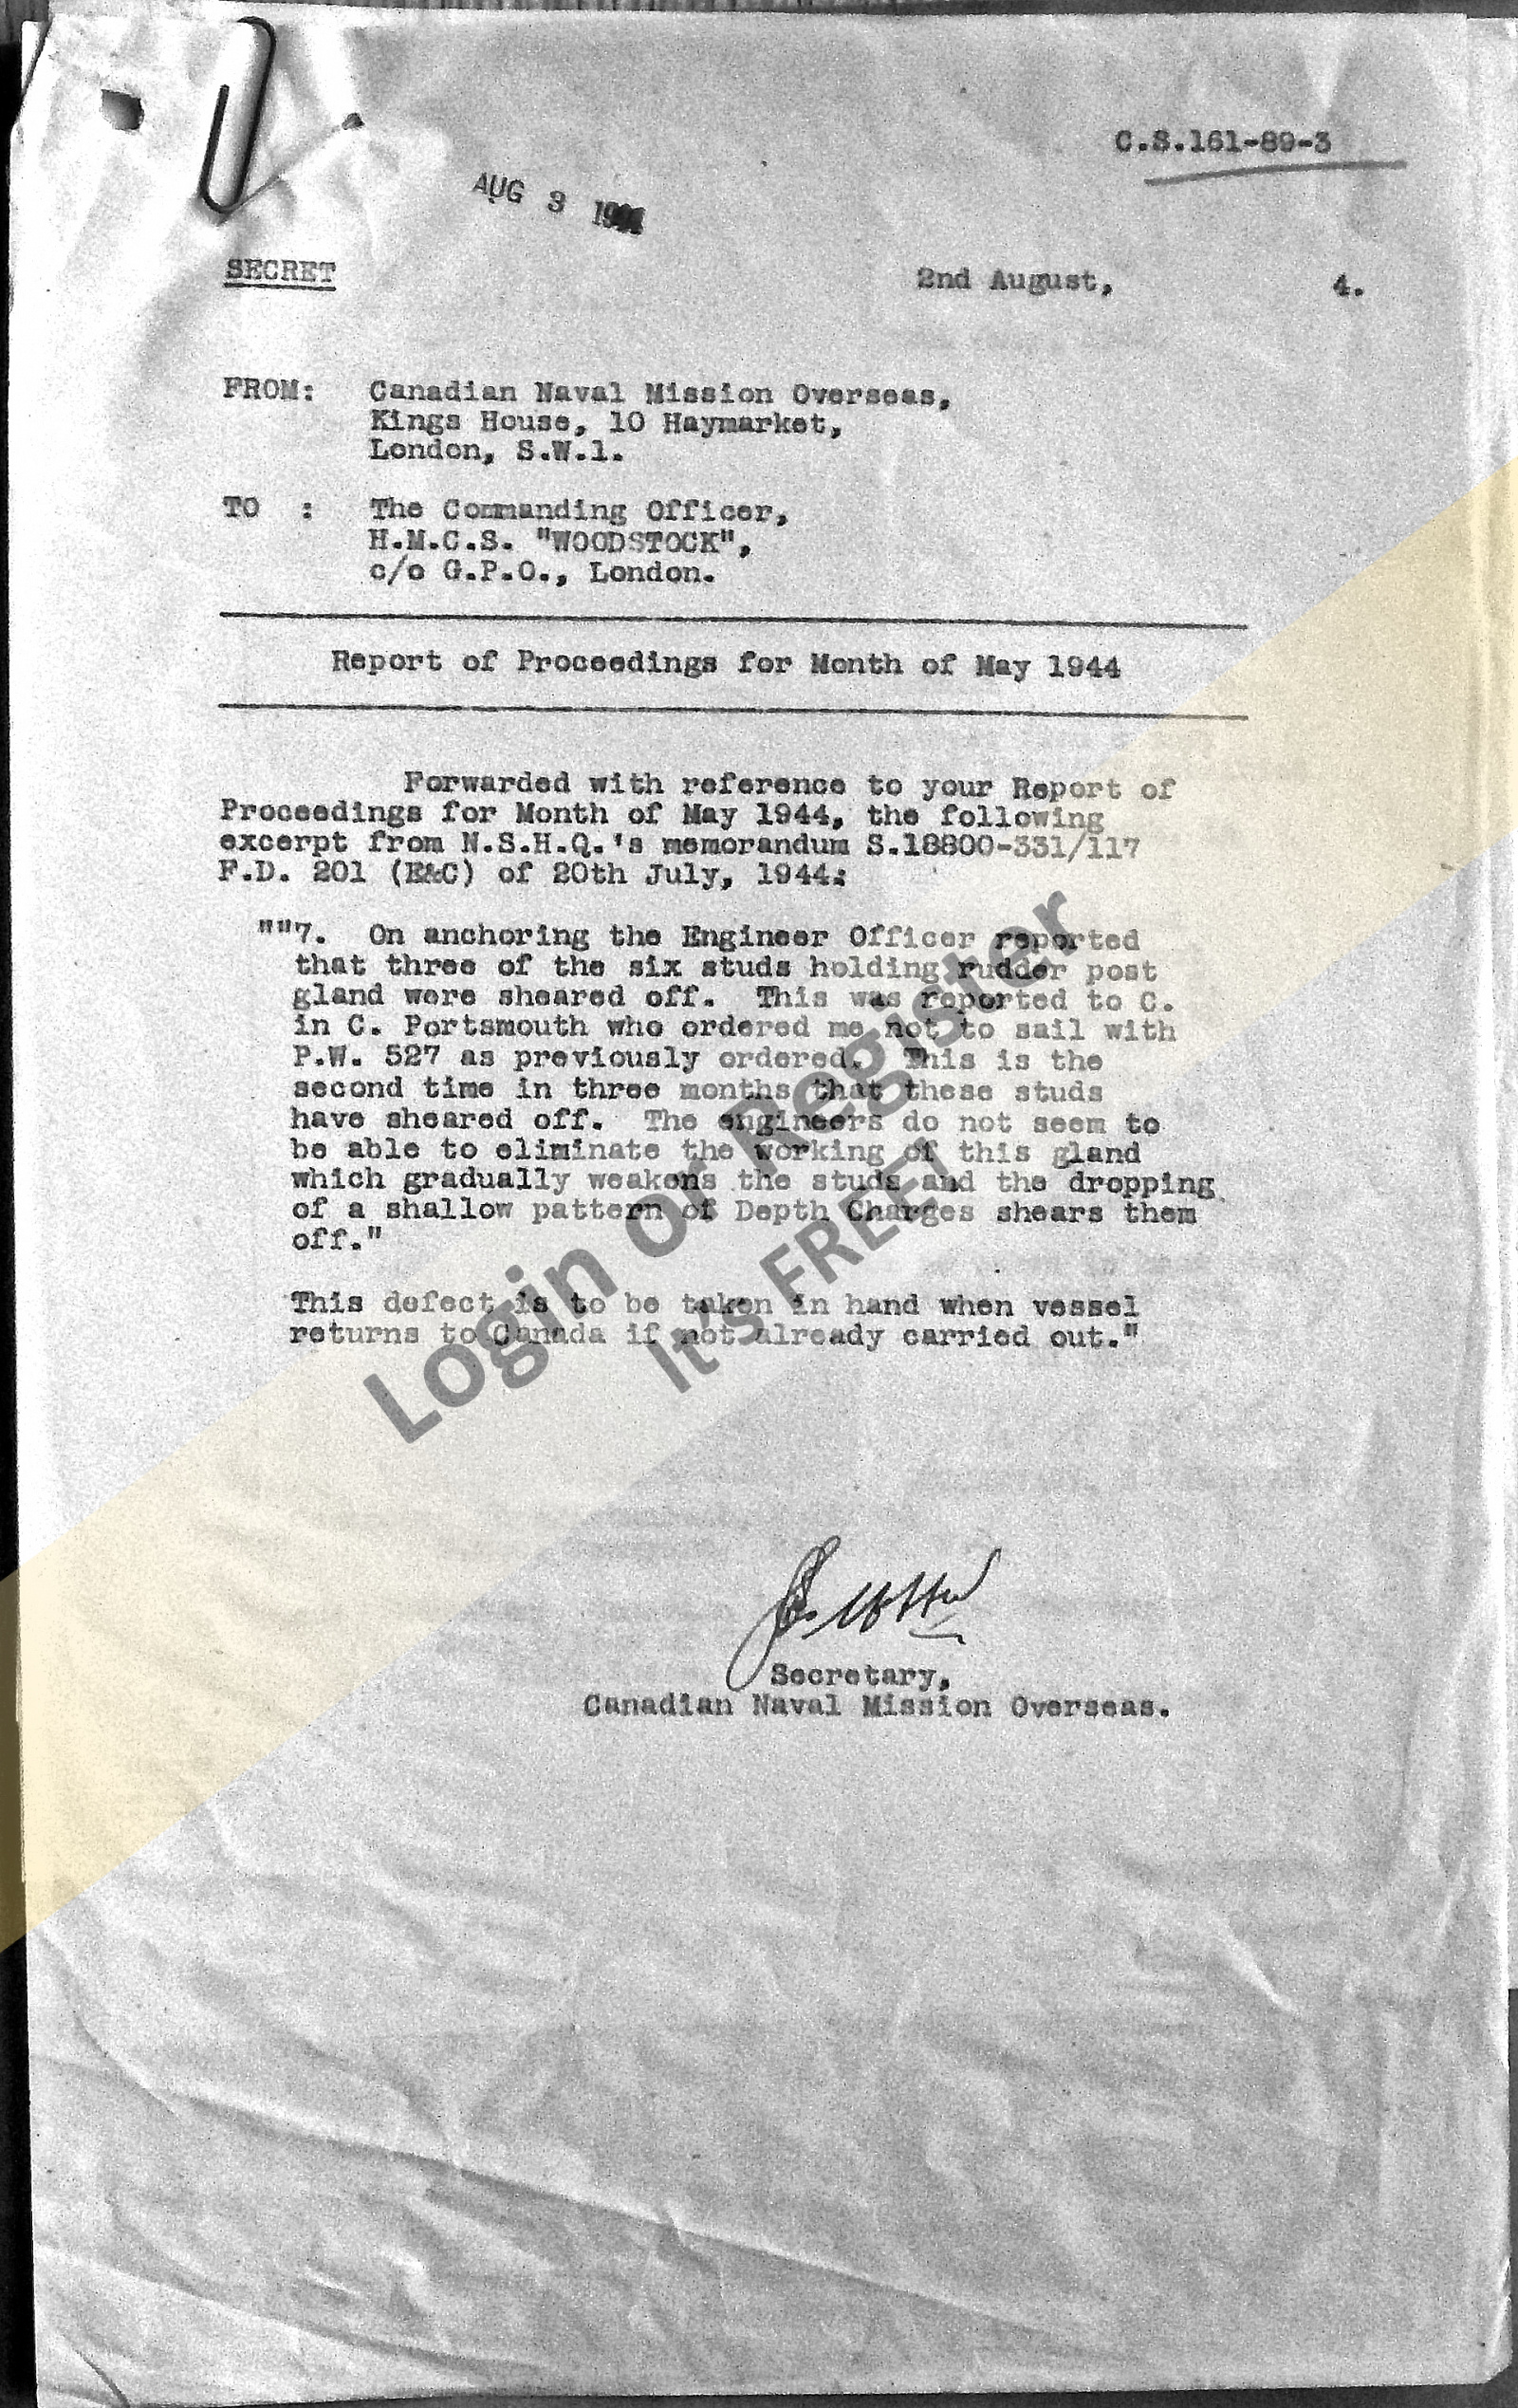 C.S.161-89-3
AUG 3 19
SECRET
2nd August, 4.
FROM: Canadian Naval Mission Overseas,
Kings House, 10 Haymarket,
London, S.W.1.
TO : The Commanding Officer,
H.M.C.S. "WOODSTOCK",
c/o G.P.O., London.
Report of Proceedings for Month of May 1944
Forwarded with reference to your Report of
Proceedings for Month of May 1944, the following
excerpt from N.S.H.Q.'s memorandum S.18800-331/117
F.D. 201 (E&C) of 20th July, 1944:
""7. On anchoring the Engineer Officer reported
that three of the six studs holding rudder post
gland were sheared off. This was reported to C.
in C. Portsmouth who ordered me not to sail with
P.W. 527 as previously ordered. This is the
second time in three months that these studs
have sheared off. The engineers do not seem to
be able to eliminate the working of this gland
which gradually weakens the studs and the dropping
of a shallow pattern of Depth Charges shears them
off."
This defect is to be taken in hand when vessel
returns to Canada if not already carried out."
Secretary,
Canadian Naval Mission Overseas.
Login or Register
It's FREE!